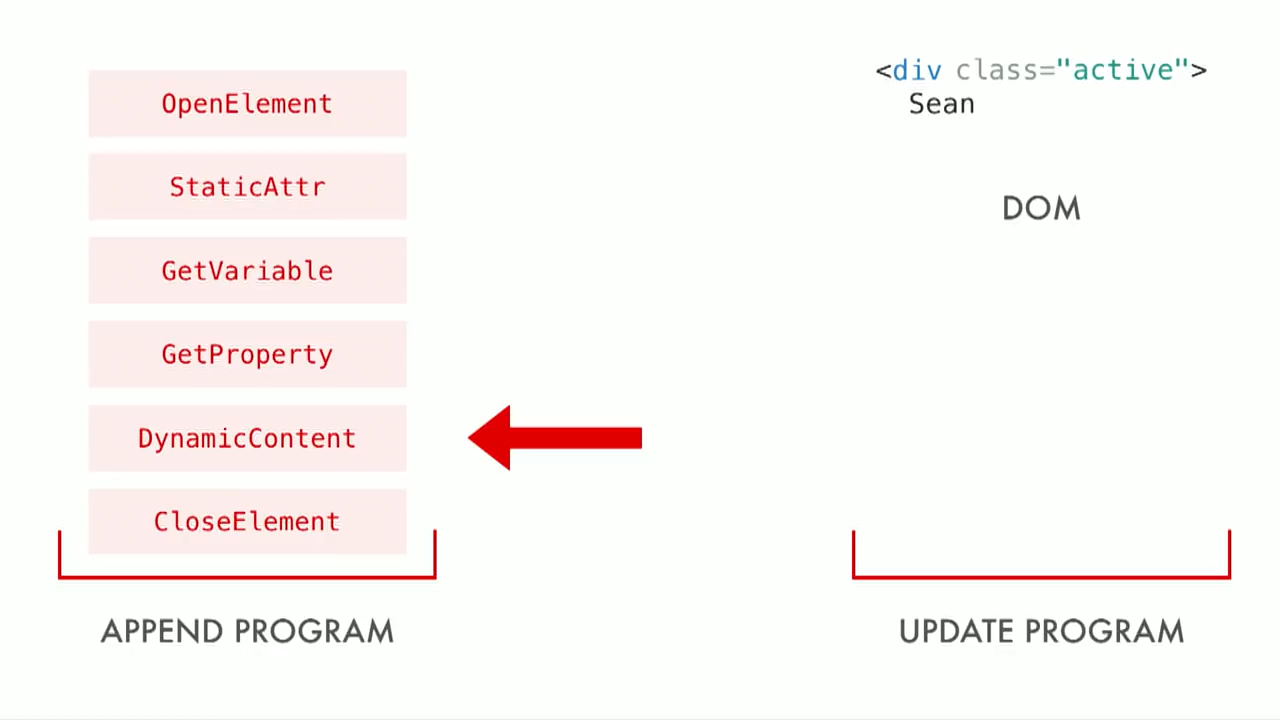 OpenElement
StaticAttr
GetVariable
GetProperty
DynamicContent
CloseElement
APPEND PROGRAM
<div class="active">
Sean
DOM
UPDATE PROGRAM